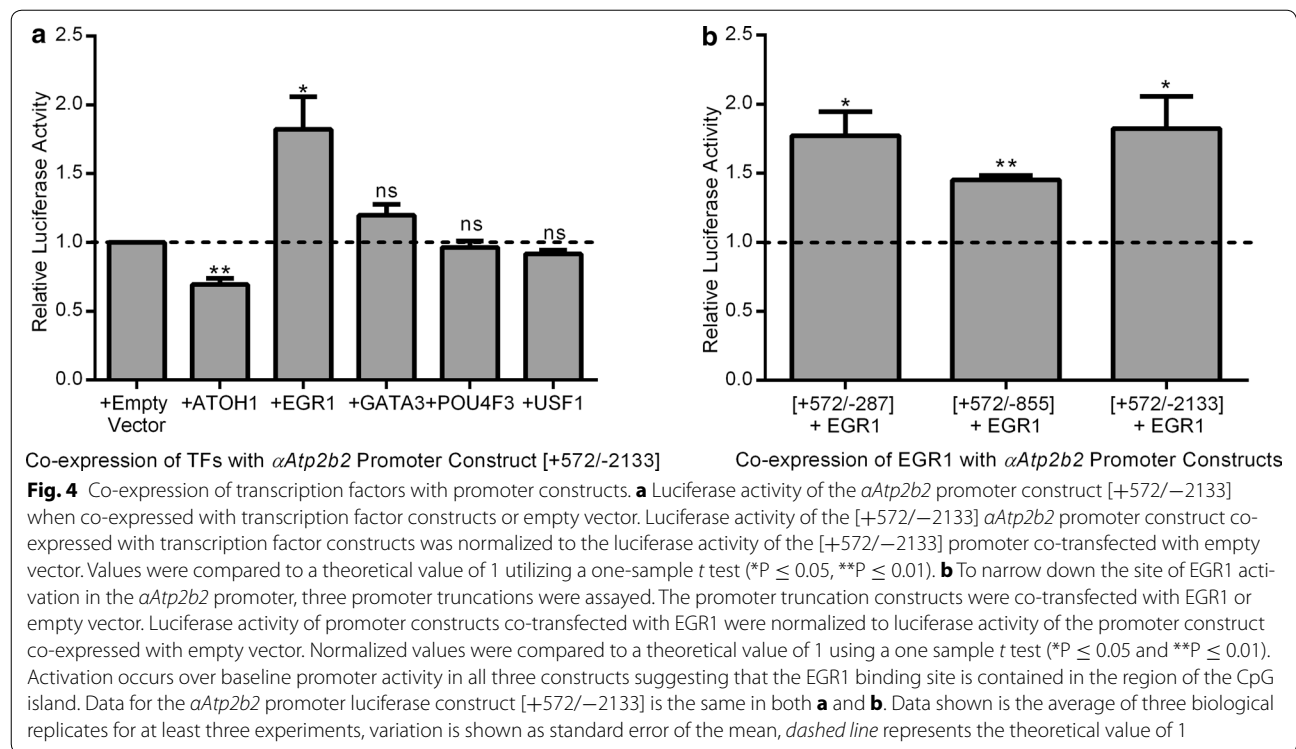 a
2.5
2.0
1.5
1.0
0.5
0.0
Relative Luciferase Activity
*
**
ns
ns
ns
+Empty Vector
+ATOH1
+EGR1
+GATA3
+POU4F3
+USF1
Co-expression of TFs with αAtp2b2 Promoter Construct [+572/-2133]
b
2.5
2.0
1.5
1.0
0.5
0.0
Relative Luciferase Activity
*
**
*
[+572/-287]
+ EGR1
[+572/-855]
+ EGR1
[+572/-2133]
+ EGR1
Co-expression of EGR1 with αAtp2b2 Promoter Constructs
Fig. 4 Co-expression of transcription factors with promoter constructs. a Luciferase activity of the αAtp2b2 promoter construct [+572/−2133]
when co-expressed with transcription factor constructs or empty vector. Luciferase activity of the [+572/−2133] αAtp2b2 promoter construct co-
expressed with transcription factor constructs was normalized to the luciferase activity of the [+572/−2133] promoter co-transfected with empty
vector. Values were compared to a theoretical value of 1 utilizing a one-sample t test (*P ≤ 0.05, **P ≤ 0.01). b To narrow down the site of EGR1 acti-
vation in the αAtp2b2 promoter, three promoter truncations were assayed. The promoter truncation constructs were co-transfected with EGR1 or
empty vector. Luciferase activity of promoter constructs co-transfected with EGR1 were normalized to luciferase activity of the promoter construct
co-expressed with empty vector. Normalized values were compared to a theoretical value of 1 using a one sample t test (*P ≤ 0.05 and **P ≤ 0.01).
Activation occurs over baseline promoter activity in all three constructs suggesting that the EGR1 binding site is contained in the region of the CpG
island. Data for the αAtp2b2 promoter luciferase construct [+572/−2133] is the same in both a and b. Data shown is the average of three biological
replicates for at least three experiments, variation is shown as standard error of the mean, dashed line represents the theoretical value of 1